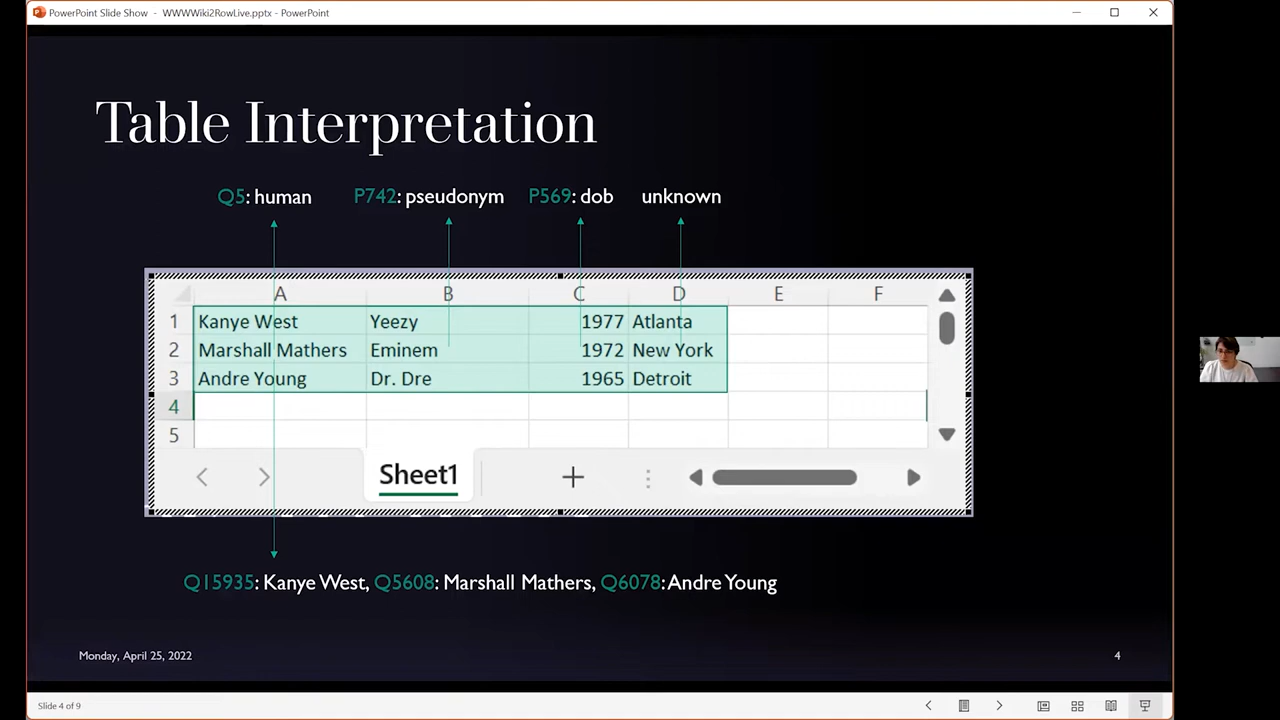 PowerPoint Slide Show - WWWWiki2RowLive.pptx - PowerPoint
Table Interpretation
Q5: human P742: pseudonym P569: dob unknown
A B C D E F
1 Kanye West Yeezy 1977 Atlanta
2 Marshall Mathers Eminem 1972 New York
3 Andre Young Dr. Dre 1965 Detroit
4
5
Sheet1
Q15935: Kanye West, Q5608: Marshall Mathers, Q6078: Andre Young
Monday, April 25, 2022 4
Slide 4 of 9